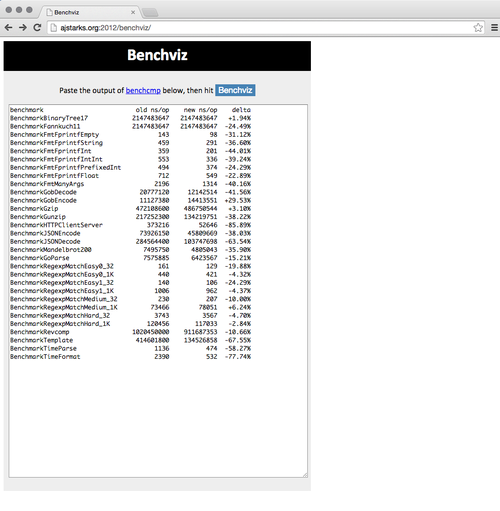 Benchviz
ajstarks.org:2012/benchviz/
Benchviz
Paste the output of benchcmp below, then hit Benchviz
benchmark old ns/op new ns/op delta
BenchmarkBinaryTree17 2147483647 2147483647 +1.94%
BenchmarkFannkuch11 2147483647 2147483647 -24.49%
BenchmarkFmtFprintfEmpty 143 98 -31.12%
BenchmarkFmtFprintfString 459 291 -36.60%
BenchmarkFmtFprintfInt 359 201 -44.01%
BenchmarkFmtFprintfIntInt 553 336 -39.24%
BenchmarkFmtFprintfPrefixedInt 494 374 -24.29%
BenchmarkFmtFprintfFloat 712 549 -22.89%
BenchmarkFmtManyArgs 2196 1314 -40.16%
BenchmarkGobDecode 20777120 12142514 -41.56%
BenchmarkGobEncode 11127380 14413551 +29.53%
BenchmarkGzip 472108600 486750544 +3.10%
BenchmarkGunzip 217252300 134219751 -38.22%
BenchmarkHTTPClientServer 373216 52646 -85.89%
BenchmarkJSONEncode 73926150 45809669 -38.03%
BenchmarkJSONDecode 284564400 103747698 -63.54%
BenchmarkMandelbrot200 7495750 4805043 -35.90%
BenchmarkGoParse 7575885 6423567 -15.21%
BenchmarkRegexpMatchEasy0_32 161 129 -19.88%
BenchmarkRegexpMatchEasy0_1K 440 421 -4.32%
BenchmarkRegexpMatchEasy1_32 140 106 -24.29%
BenchmarkRegexpMatchEasy1_1K 1006 962 -4.37%
BenchmarkRegexpMatchMedium_32 230 207 -10.00%
BenchmarkRegexpMatchMedium_1K 73466 78051 +6.24%
BenchmarkRegexpMatchHard_32 3743 3567 -4.70%
BenchmarkRegexpMatchHard_1K 120456 117033 -2.84%
BenchmarkRevcomp 1020450000 911687353 -10.66%
BenchmarkTemplate 414601800 134526858 -67.55%
BenchmarkTimeParse 1136 474 -58.27%
BenchmarkTimeFormat 2390 532 -77.74%